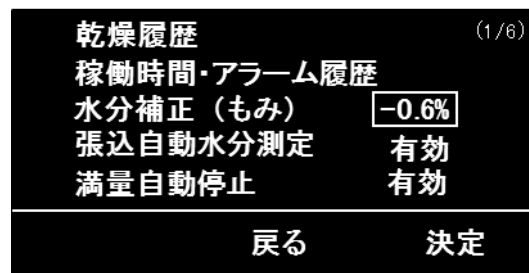 乾燥履歴 (1/6)
稼働時間・アラーム履歴
水分補正（もみ） −0.6%
張込自動水分測定 有効
満量自動停止 有効
戻る 決定